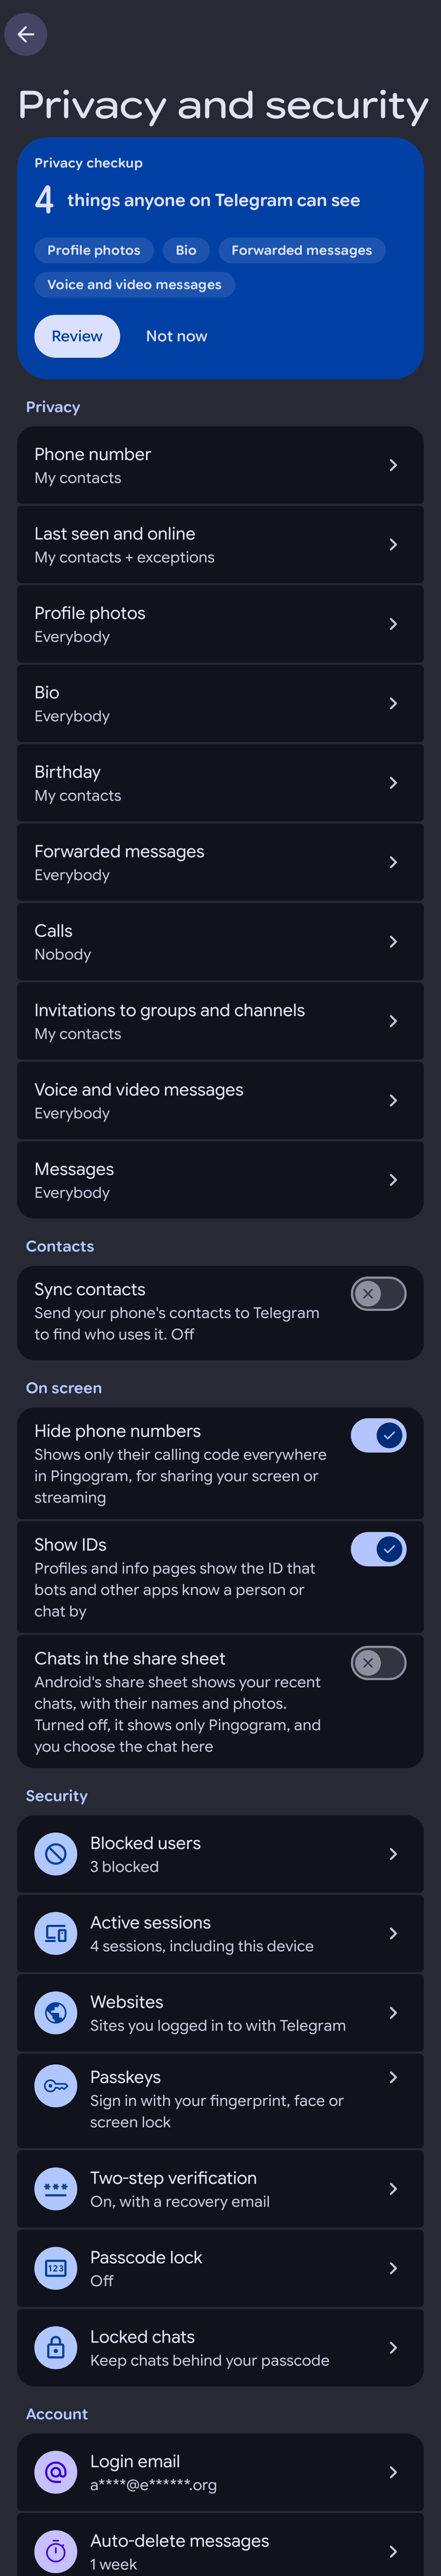 Privacy and security
Privacy checkup
4 things anyone on Telegram can see
Profile photos Bio Forwarded messages
Voice and video messages
Review Not now
Privacy
Phone number
My contacts
Last seen and online
My contacts + exceptions
Profile photos
Everybody
Bio
Everybody
Birthday
My contacts
Forwarded messages
Everybody
Calls
Nobody
Invitations to groups and channels
My contacts
Voice and video messages
Everybody
Messages
Everybody
Contacts
Sync contacts
Send your phone's contacts to Telegram
to find who uses it. Off
On screen
Hide phone numbers
Shows only their calling code everywhere
in Pingogram, for sharing your screen or
streaming
Show IDs
Profiles and info pages show the ID that
bots and other apps know a person or
chat by
Chats in the share sheet
Android's share sheet shows your recent
chats, with their names and photos.
Turned off, it shows only Pingogram, and
you choose the chat here
Security
Blocked users
3 blocked
Active sessions
4 sessions, including this device
Websites
Sites you logged in to with Telegram
Passkeys
Sign in with your fingerprint, face or
screen lock
Two-step verification
On, with a recovery email
Passcode lock
123
Off
Locked chats
Keep chats behind your passcode
Account
Login email
a****@e******.org
Auto-delete messages
1 week